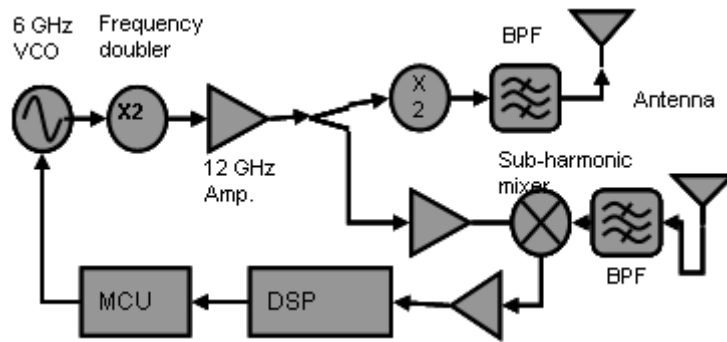 6 GHz
VCO
Frequency
doubler
BPF
X2
X
2
Antenna
12 GHz
Amp.
Sub-harmonic
mixer
BPF
MCU
DSP